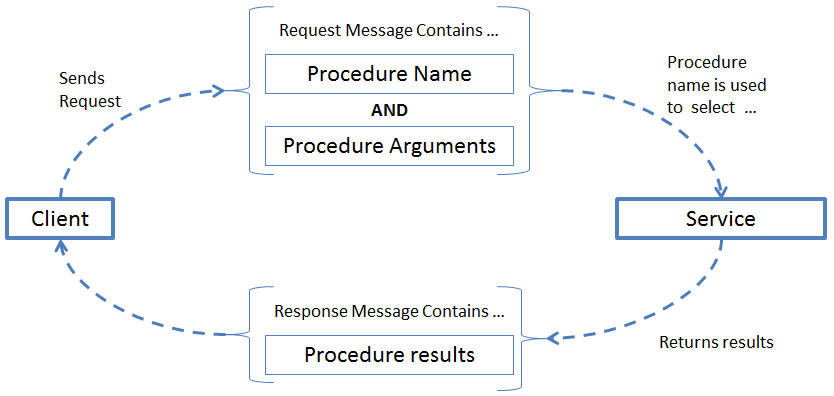 Request Message Contains ...
Procedure Name
AND
Procedure Arguments
Sends
Request
Procedure
name is used
to select ...
Client
Service
Response Message Contains ...
Procedure results
Returns results